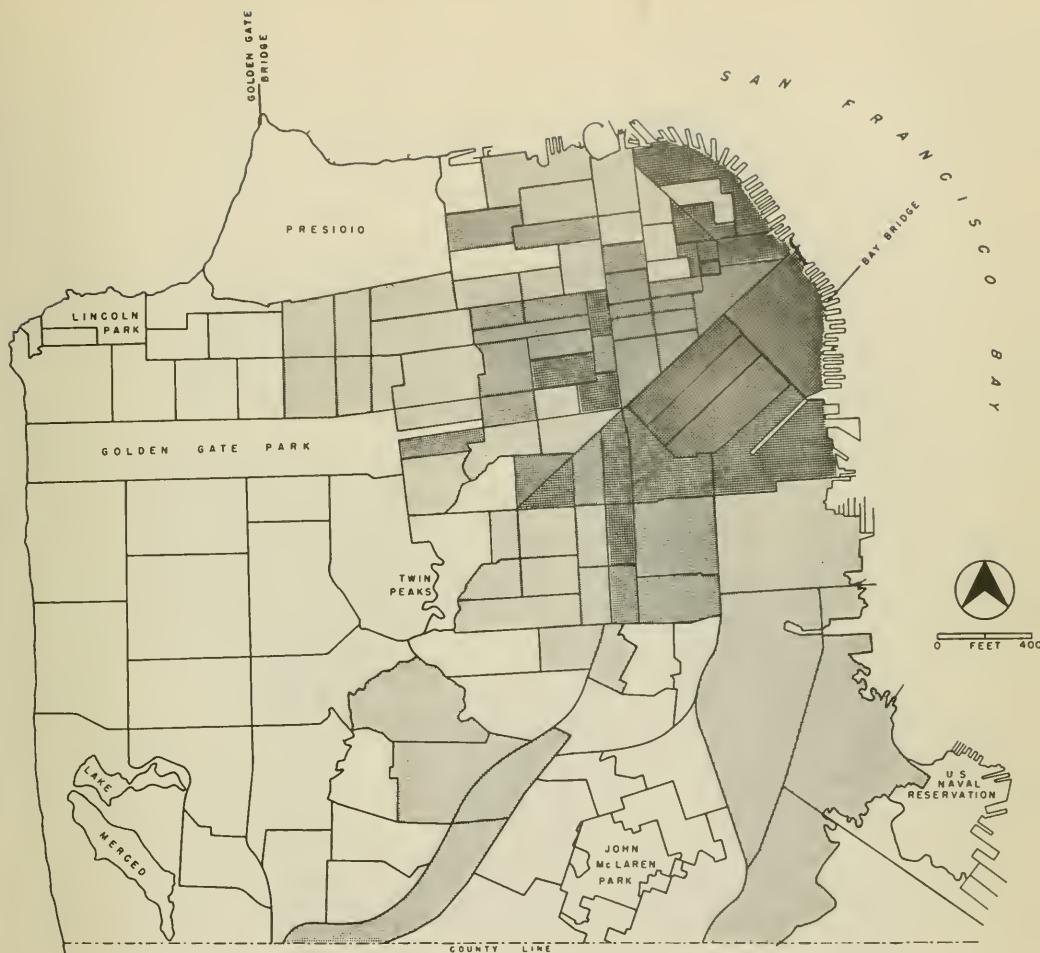 GOLDEN GATE
BRIDGE
SAN FRANCISCO BAY
PRESIDIO
BAY BRIDGE
LINCOLN
PARK
GOLDEN GATE PARK
TWIN
PEAKS
0 FEET 400
LAKE
MERCED
U S
NAVAL
RESERVATION
JOHN
McLAREN
PARK
COUNTY LINE